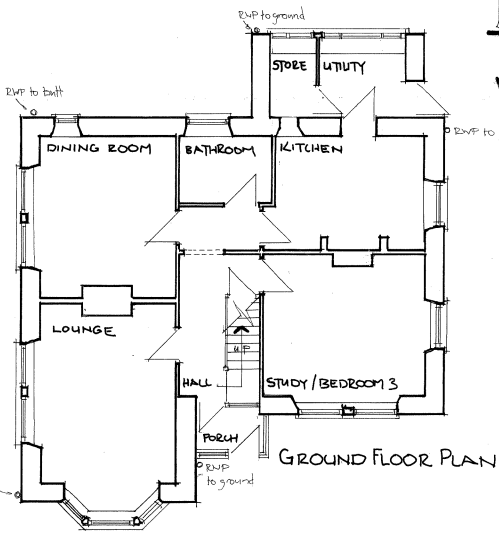 RWP to ground
STORE
UTILITY
RWP to butt
RWP to
DINING ROOM
BATHROOM
KITCHEN
LOUNGE
UP
HALL
STUDY/BEDROOM 3
PORCH
RWP
to ground
GROUND FLOOR PLAN